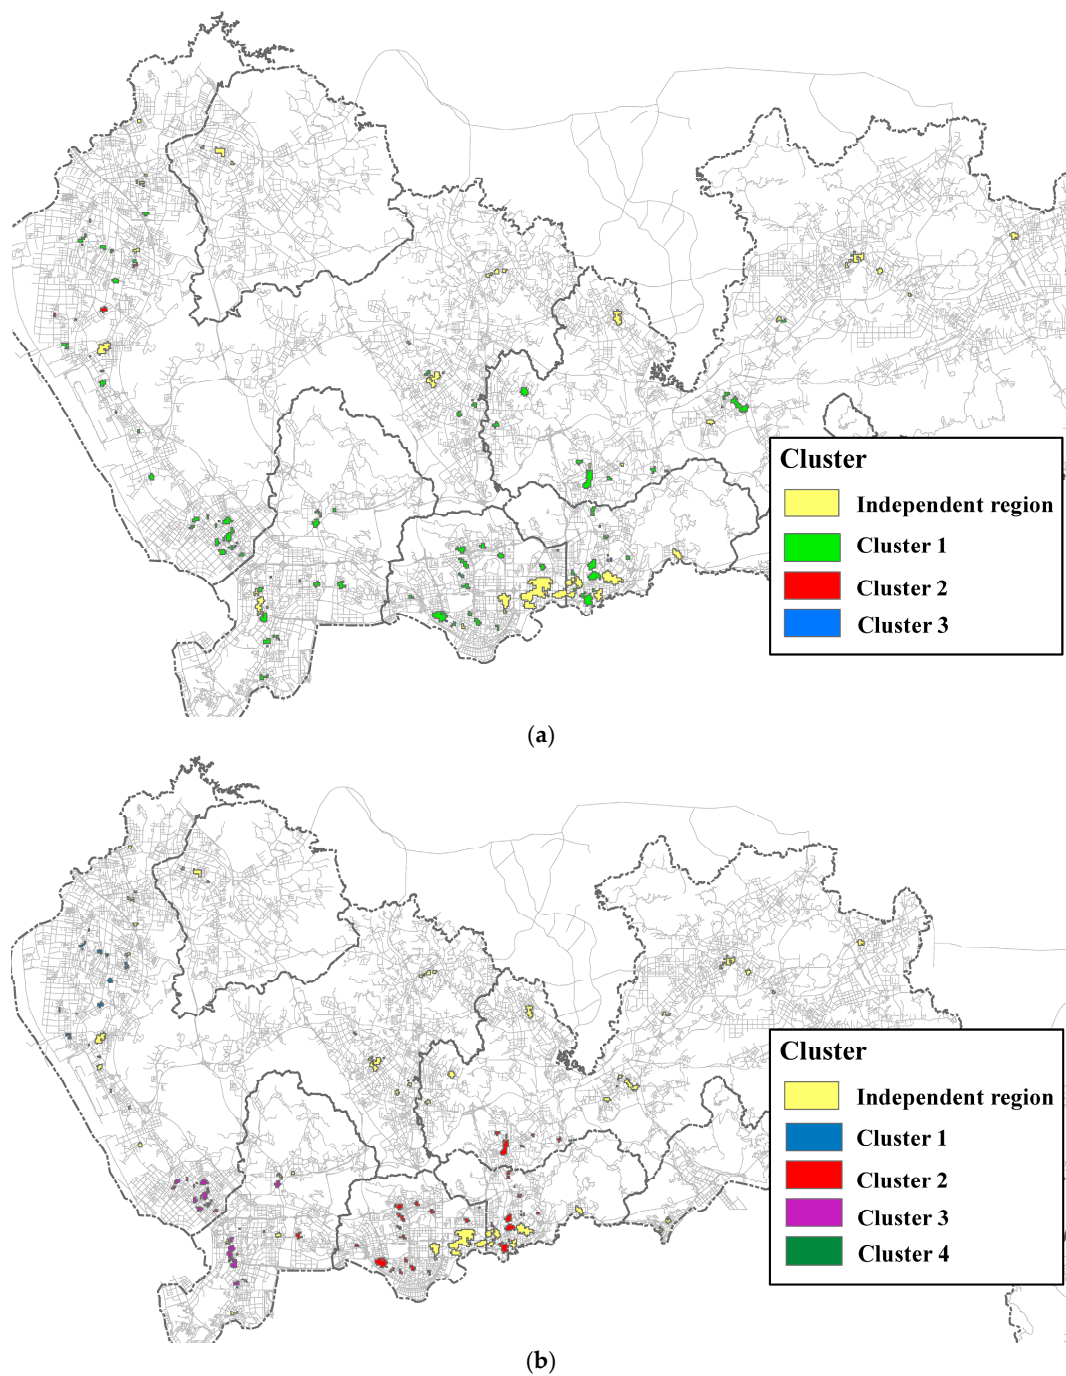 Cluster
Independent region
Cluster 1
Cluster 2
Cluster 3
(a)
Cluster
Independent region
Cluster 1
Cluster 2
Cluster 3
Cluster 4
(b)